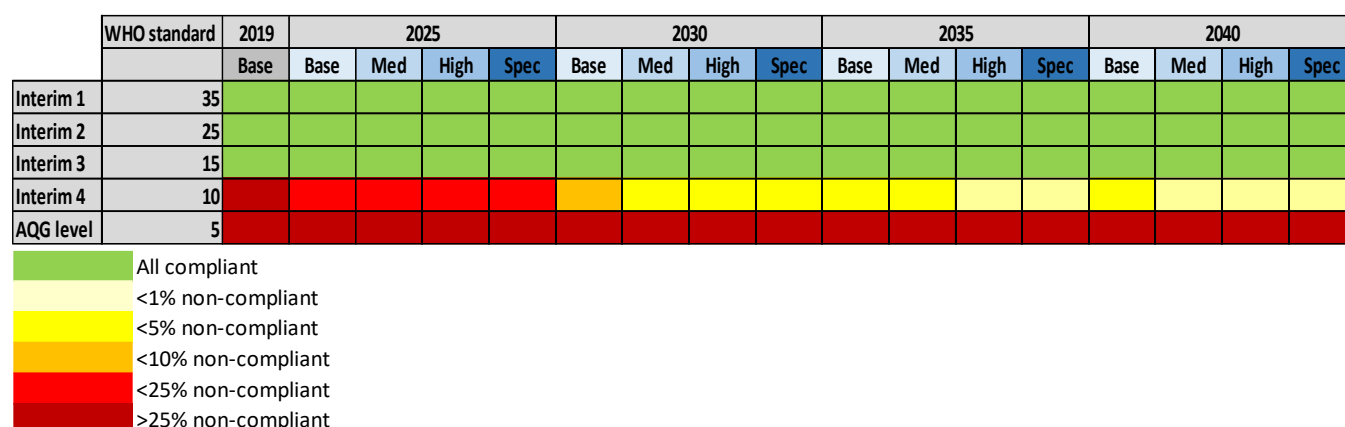 WHO standard 2019 2025 2030 2035 2040
Base Base Med High Spec Base Med High Spec Base Med High Spec Base Med High Spec
Interim 1 35
Interim 2 25
Interim 3 15
Interim 4 10
AQG level 5
All compliant
<1% non-compliant
<5% non-compliant
<10% non-compliant
<25% non-compliant
>25% non-compliant